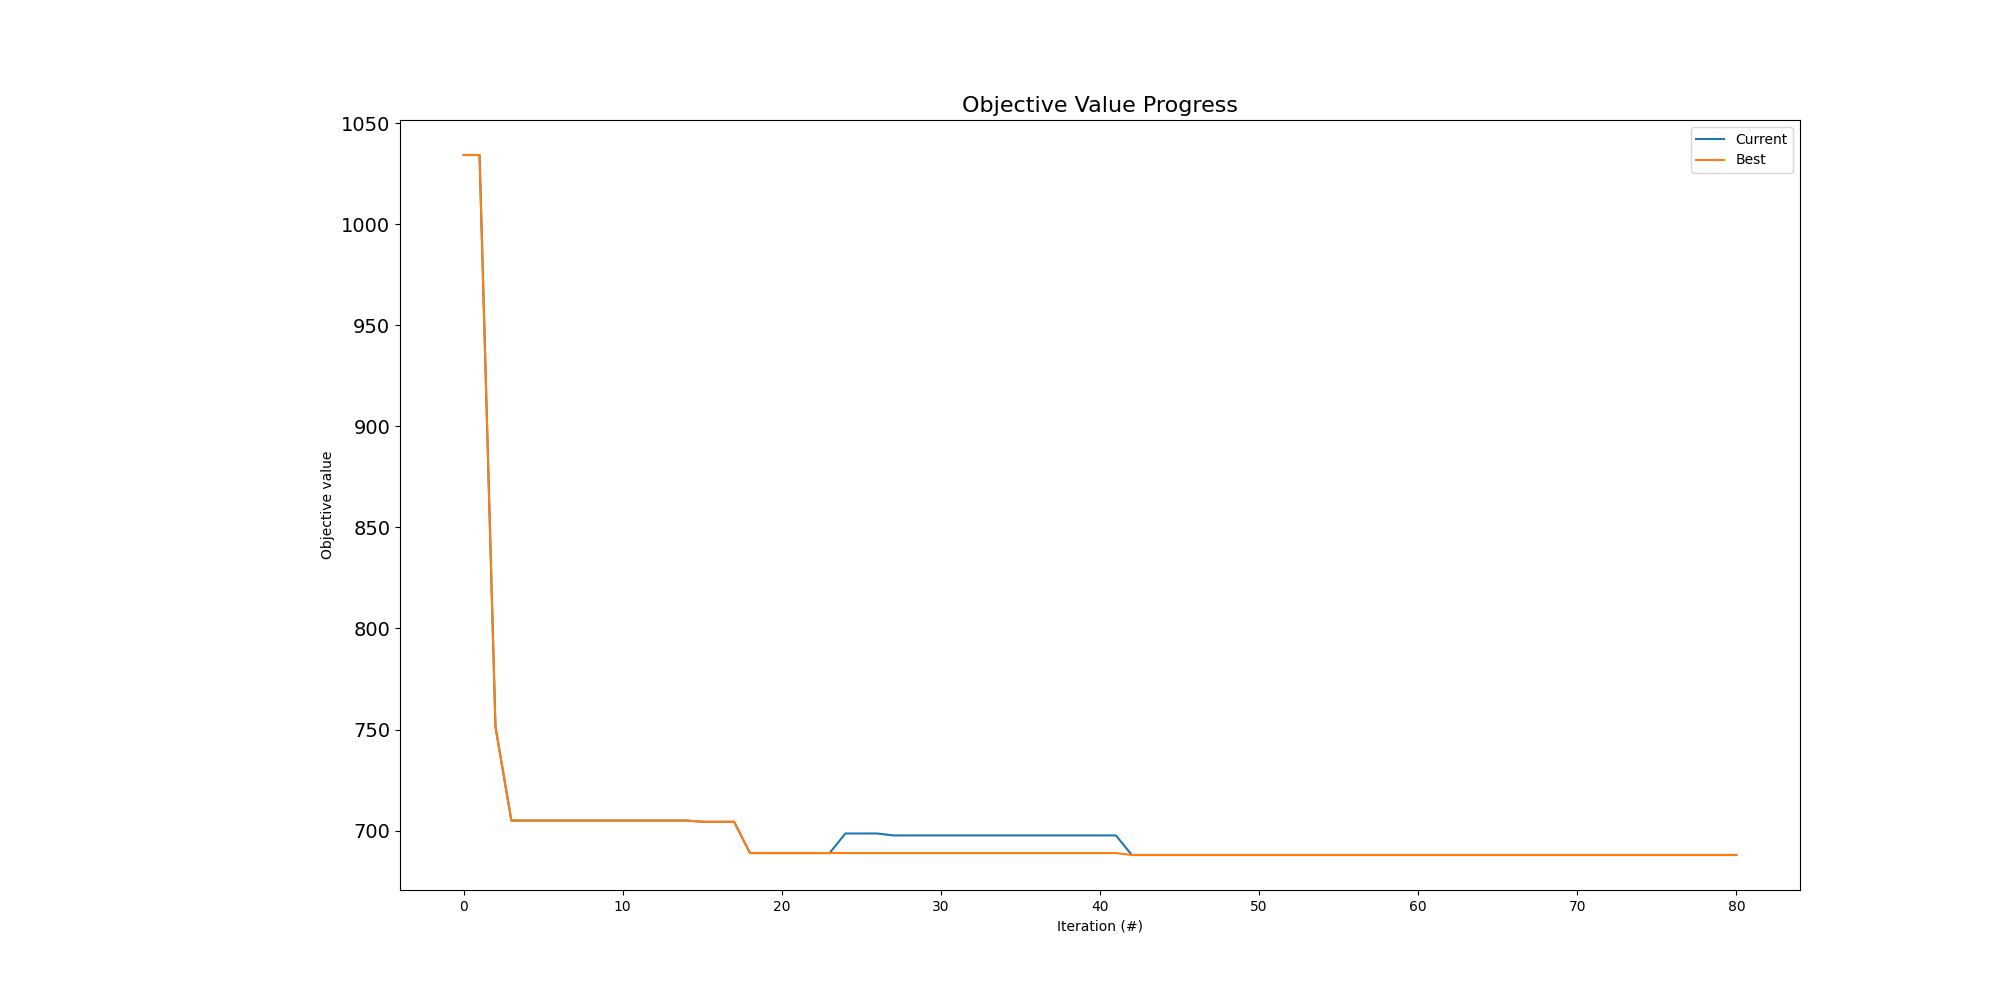 Objective Value Progress
Current
Best
1050
1000
950
900
850
800
750
700
Objective value
0 10 20 30 40 50 60 70 80
Iteration (#)